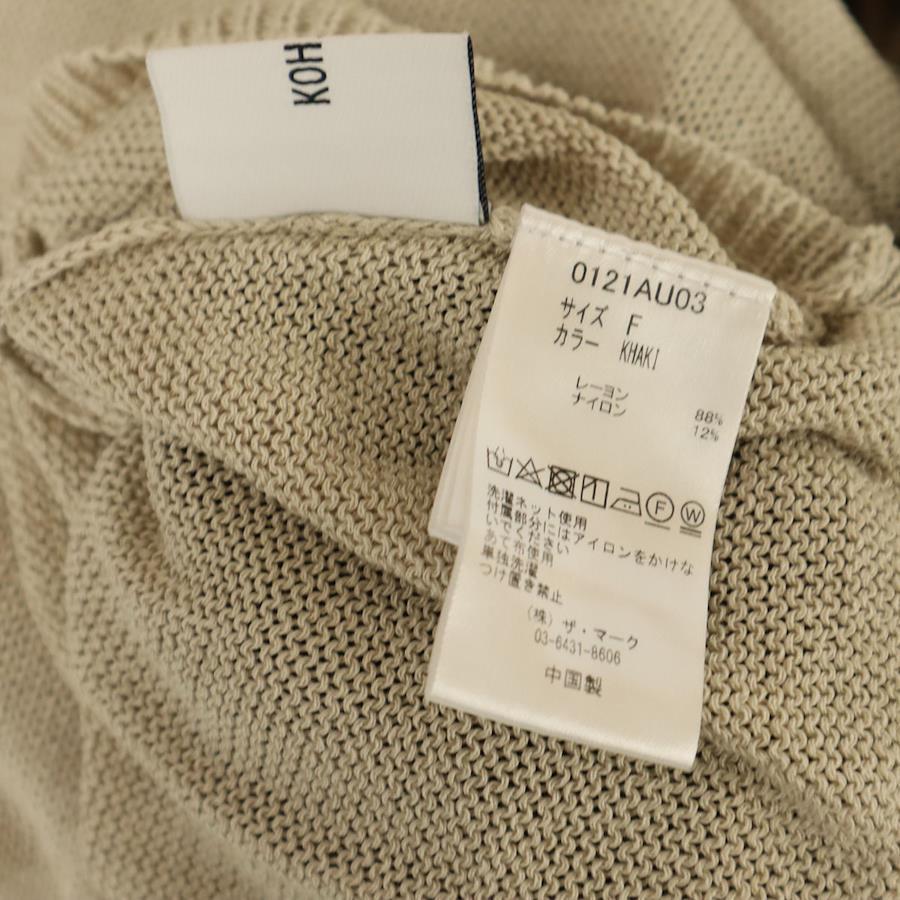 KOH
0121AU03
サイズ F
カラー KHAKI
レーヨン 88%
ナイロン 12%
F W
洗濯ネット使用
付属部分にはアイロンをかけな
いでください
あて布使用
単独洗濯
つけ置き禁止
(株) ザ・マーク
03-6431-8606
中国製